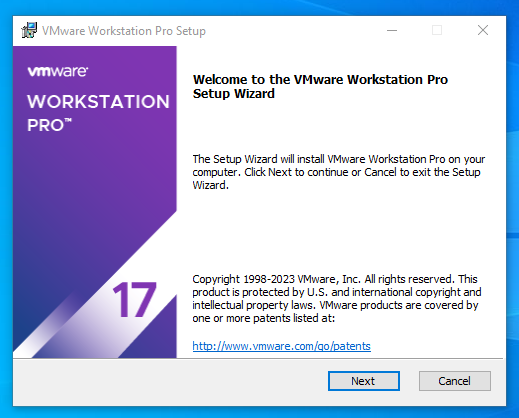 VMware Workstation Pro Setup
vmware®
WORKSTATION
PRO™
17
Welcome to the VMware Workstation Pro
Setup Wizard
The Setup Wizard will install VMware Workstation Pro on your
computer. Click Next to continue or Cancel to exit the Setup
Wizard.
Copyright 1998-2023 VMware, Inc. All rights reserved. This
product is protected by U.S. and international copyright and
intellectual property laws. VMware products are covered by
one or more patents listed at:
http://www.vmware.com/go/patents
Next
Cancel